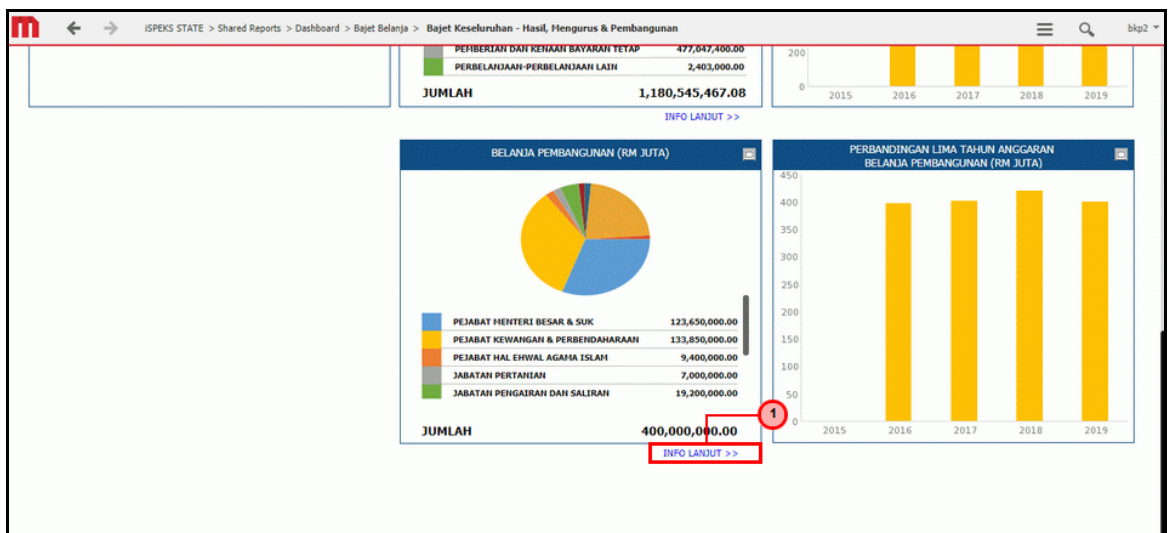 iSPEKS STATE > Shared Reports > Dashboard > Bajet Belanja > Bajet Keseluruhan - Hasil, Mengurus & Pembangunan
bkp2
PEMBERIAN DAN KENAAN BAYARAN TETAP 477,047,400.00
PERBELANJAAN-PERBELANJAAN LAIN 2,403,000.00
JUMLAH 1,180,545,467.08
INFO LANJUT >>
200
0
2015 2016 2017 2018 2019
BELANJA PEMBANGUNAN (RM JUTA)
PEJABAT MENTERI BESAR & SUK 123,650,000.00
PEJABAT KEWANGAN & PERBENDAHARAAN 133,850,000.00
PEJABAT HAL EHWAL AGAMA ISLAM 9,400,000.00
JABATAN PERTANIAN 7,000,000.00
JABATAN PENGAIRAN DAN SALIRAN 19,200,000.00
JUMLAH 400,000,000.00
INFO LANJUT >>
1
PERBANDINGAN LIMA TAHUN ANGGARAN
BELANJA PEMBANGUNAN (RM JUTA)
450
400
350
300
250
200
150
100
50
0
2015 2016 2017 2018 2019